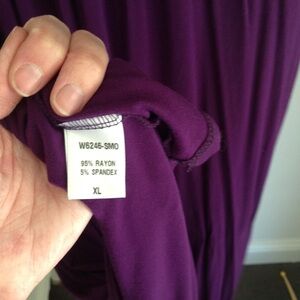 W6246-SMO
95% RAYON
5% SPANDEX
XL